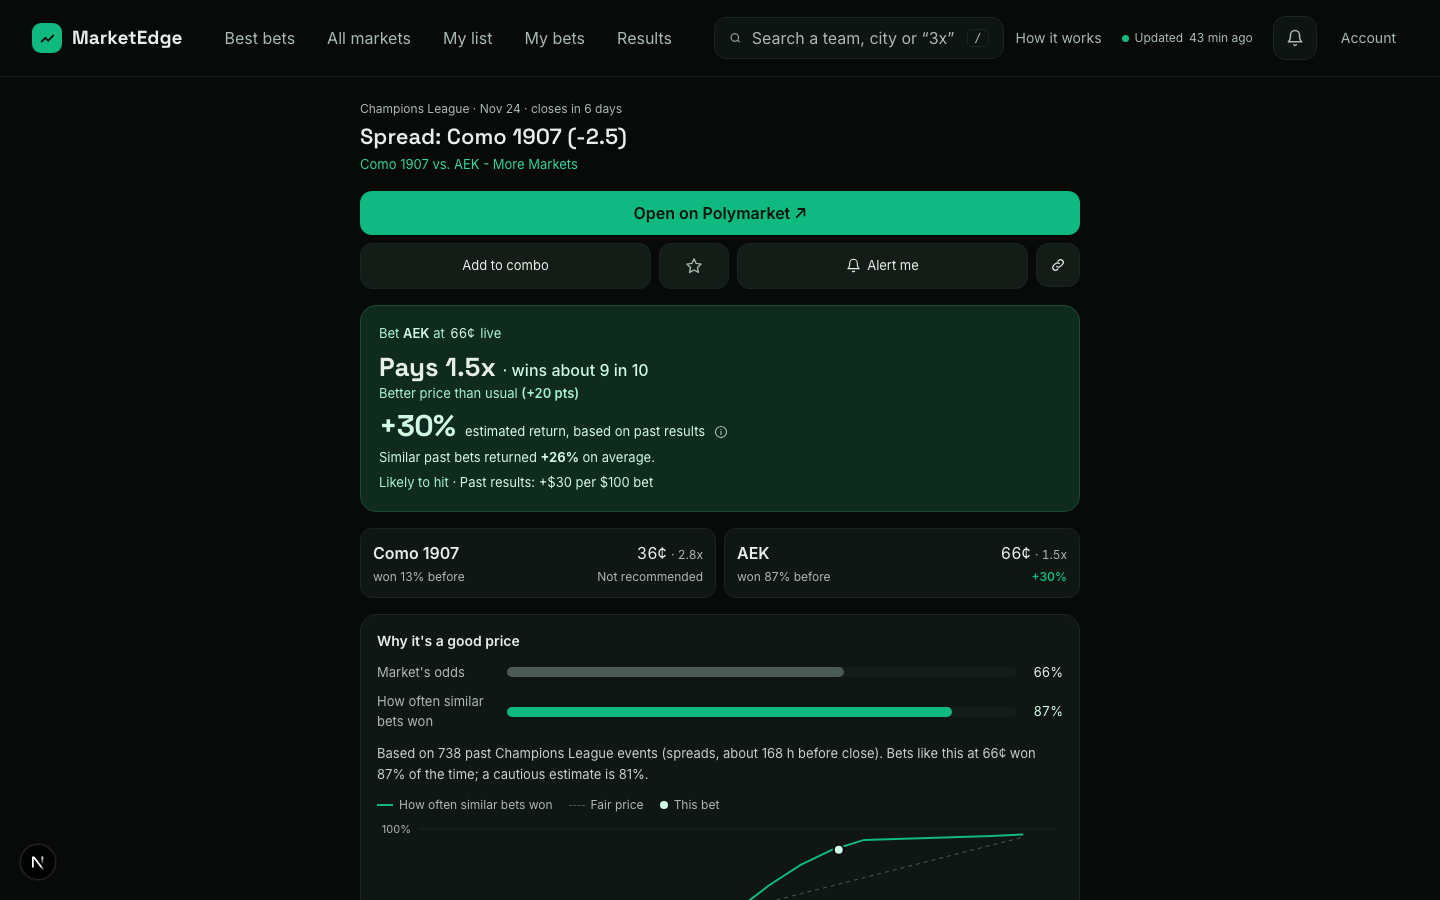 MarketEdge
Best bets
All markets
My list
My bets
Results
Search a team, city or “3x”
/
How it works
Updated 43 min ago
Account
Champions League · Nov 24 · closes in 6 days
Spread: Como 1907 (-2.5)
Como 1907 vs. AEK - More Markets
Open on Polymarket ↗
Add to combo
Alert me
Bet AEK at 66¢ live
Pays 1.5x · wins about 9 in 10
Better price than usual (+20 pts)
+30% estimated return, based on past results
Similar past bets returned +26% on average.
Likely to hit · Past results: +$30 per $100 bet
Como 1907
36¢ · 2.8x
won 13% before
Not recommended
AEK
66¢ · 1.5x
won 87% before
+30%
Why it's a good price
Market's odds
66%
How often similar
bets won
87%
Based on 738 past Champions League events (spreads, about 168 h before close). Bets like this at 66¢ won
87% of the time; a cautious estimate is 81%.
How often similar bets won
Fair price
This bet
100%
N